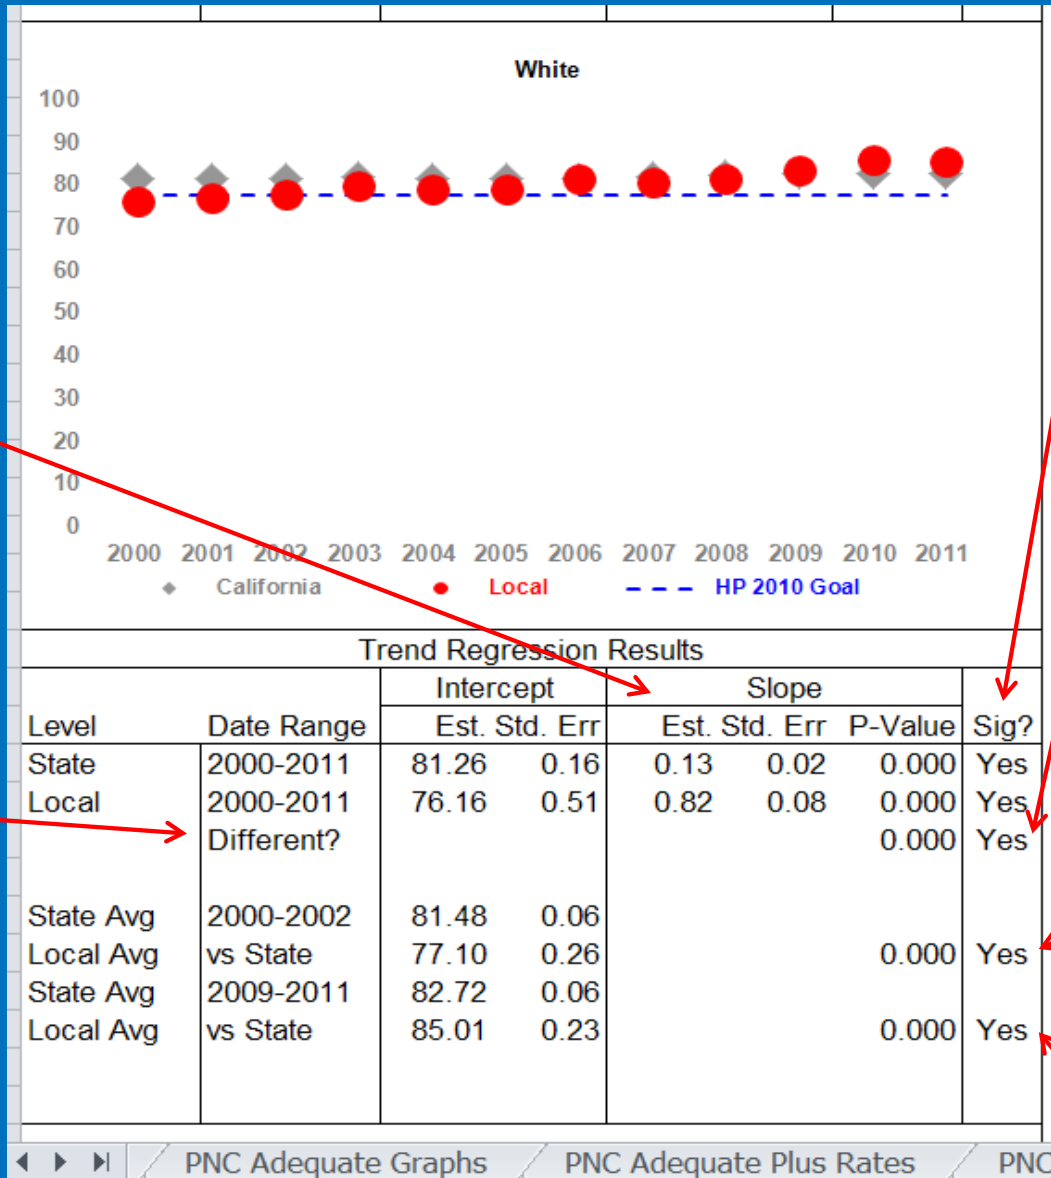 White
100
90
80
70
60
50
40
30
20
10
0
2000 2001 2002 2003 2004 2005 2006 2007 2008 2009 2010 2011
California Local HP 2010 Goal
Trend Regression Results
Intercept Slope
Level Date Range Est. Std. Err Est. Std. Err P-Value Sig?
State 2000-2011 81.26 0.16 0.13 0.02 0.000 Yes
Local 2000-2011 76.16 0.51 0.82 0.08 0.000 Yes
Different? 0.000 Yes
State Avg 2000-2002 81.48 0.06
Local Avg vs State 77.10 0.26 0.000 Yes
State Avg 2009-2011 82.72 0.06
Local Avg vs State 85.01 0.23 0.000 Yes
PNC Adequate Graphs PNC Adequate Plus Rates PNC